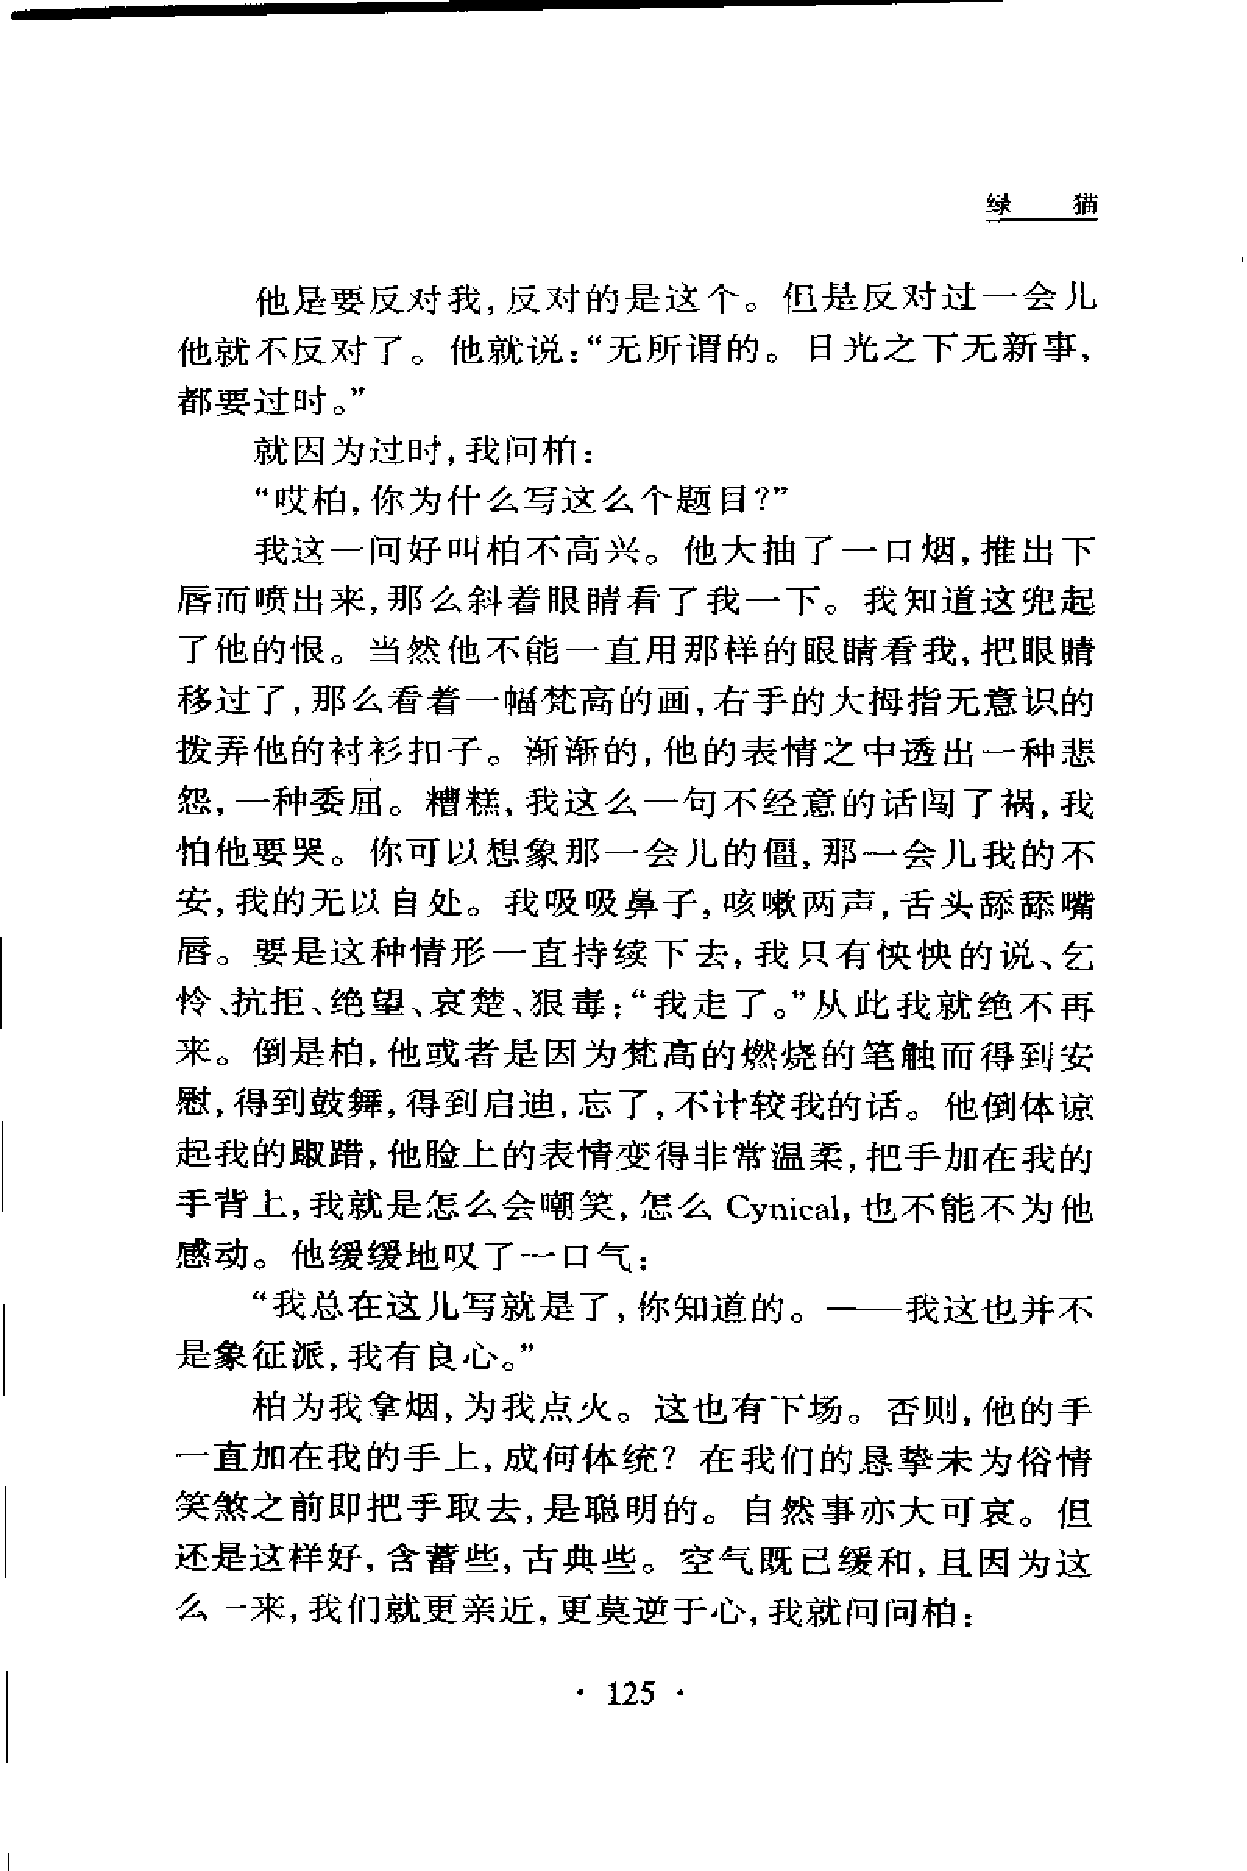 绿 猫
他是要反对我,反对的是这个。但是反对过一会儿
他就不反对了。他就说:“无所谓的。日光之下无新事,
都要过时。”
就因为过时,我问柏:
“哎柏,你为什么写这么个题目?”
我这一问好叫柏不高兴。他大抽了一口烟,推出下
唇而喷出来,那么斜着眼睛看了我一下。我知道这兜起
了他的恨。当然他不能一直用那样的眼睛看我,把眼睛
移过了,那么看着一幅梵高的画,右手的大拇指无意识的
拨弄他的衬衫扣子。渐渐的,他的表情之中透出一种悲
怨,一种委屈。糟糕,我这么一句不经意的话闯了祸,我
怕他要哭。你可以想象那一会儿的僵,那一会儿我的不
安,我的无以自处。我吸吸鼻子,咳嗽两声,舌头舔舔嘴
唇。要是这种情形一直持续下去,我只有怏怏的说、乞
怜、抗拒、绝望、哀楚、狠毒:“我走了。”从此我就绝不再
来。倒是柏,他或者是因为梵高的燃烧的笔触而得到安
慰,得到鼓舞,得到启迪,忘了,不计较我的话。他倒体谅
起我的踧踖,他脸上的表情变得非常温柔,把手加在我的
手背上,我就是怎么会嘲笑,怎么 Cynical,也不能不为他
感动。他缓缓地叹了一口气:
“我总在这儿写就是了,你知道的。——我这也并不
是象征派,我有良心。”
柏为我拿烟,为我点火。这也有下场。否则,他的手
一直加在我的手上,成何体统? 在我们的恳挚未为俗情
笑煞之前即把手取去,是聪明的。自然事亦大可哀。但
还是这样好,含蓄些,古典些。空气既已缓和,且因为这
么一来,我们就更亲近,更莫逆于心,我就问问柏:
· 125 ·